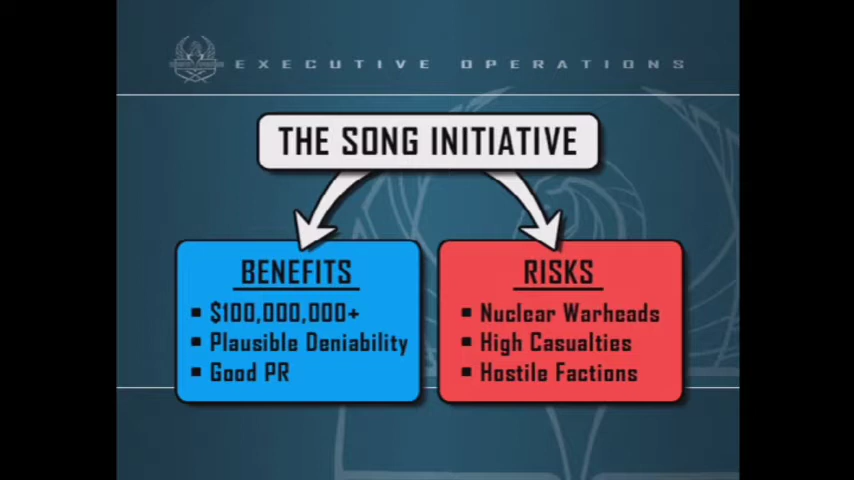 EXECUTIVE OPERATIONS
THE SONG INITIATIVE
BENEFITS
▪ $100,000,000+
▪ Plausible Deniability
▪ Good PR
RISKS
▪ Nuclear Warheads
▪ High Casualties
▪ Hostile Factions